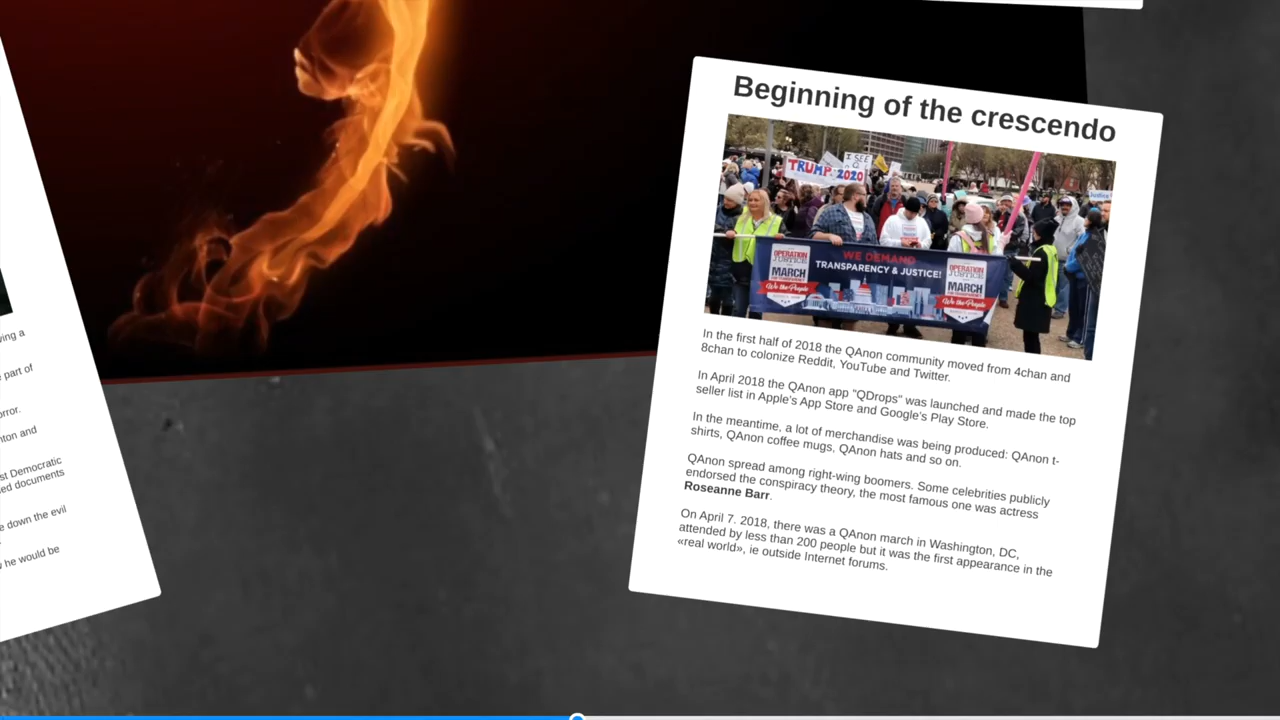 ving a
part of
orror.
nton and
st Democratic
ed documents
e down the evil
he would be
Beginning of the crescendo
I SEE
TRUMP 2020
WE DEMAND
TRANSPARENCY & JUSTICE!
OPERATION
JUSTICE
MARCH
We the People
OPERATION
JUSTICE
MARCH
We the People
In the first half of 2018 the QAnon community moved from 4chan and
8chan to colonize Reddit, YouTube and Twitter.
In April 2018 the QAnon app "QDrops" was launched and made the top
seller list in Apple's App Store and Google's Play Store.
In the meantime, a lot of merchandise was being produced: QAnon t-
shirts, QAnon coffee mugs, QAnon hats and so on.
QAnon spread among right-wing boomers. Some celebrities publicly
endorsed the conspiracy theory, the most famous one was actress
Roseanne Barr.
On April 7. 2018, there was a QAnon march in Washington, DC,
attended by less than 200 people but it was the first appearance in the
«real world», ie outside Internet forums.